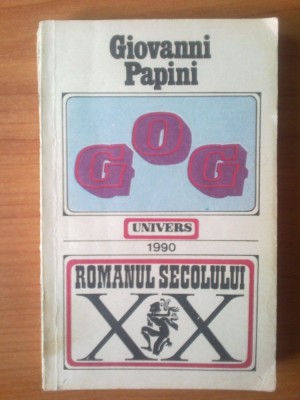 Giovanni
Papini
GOG
UNIVERS
1990
ROMANUL SECOLULUI
XX